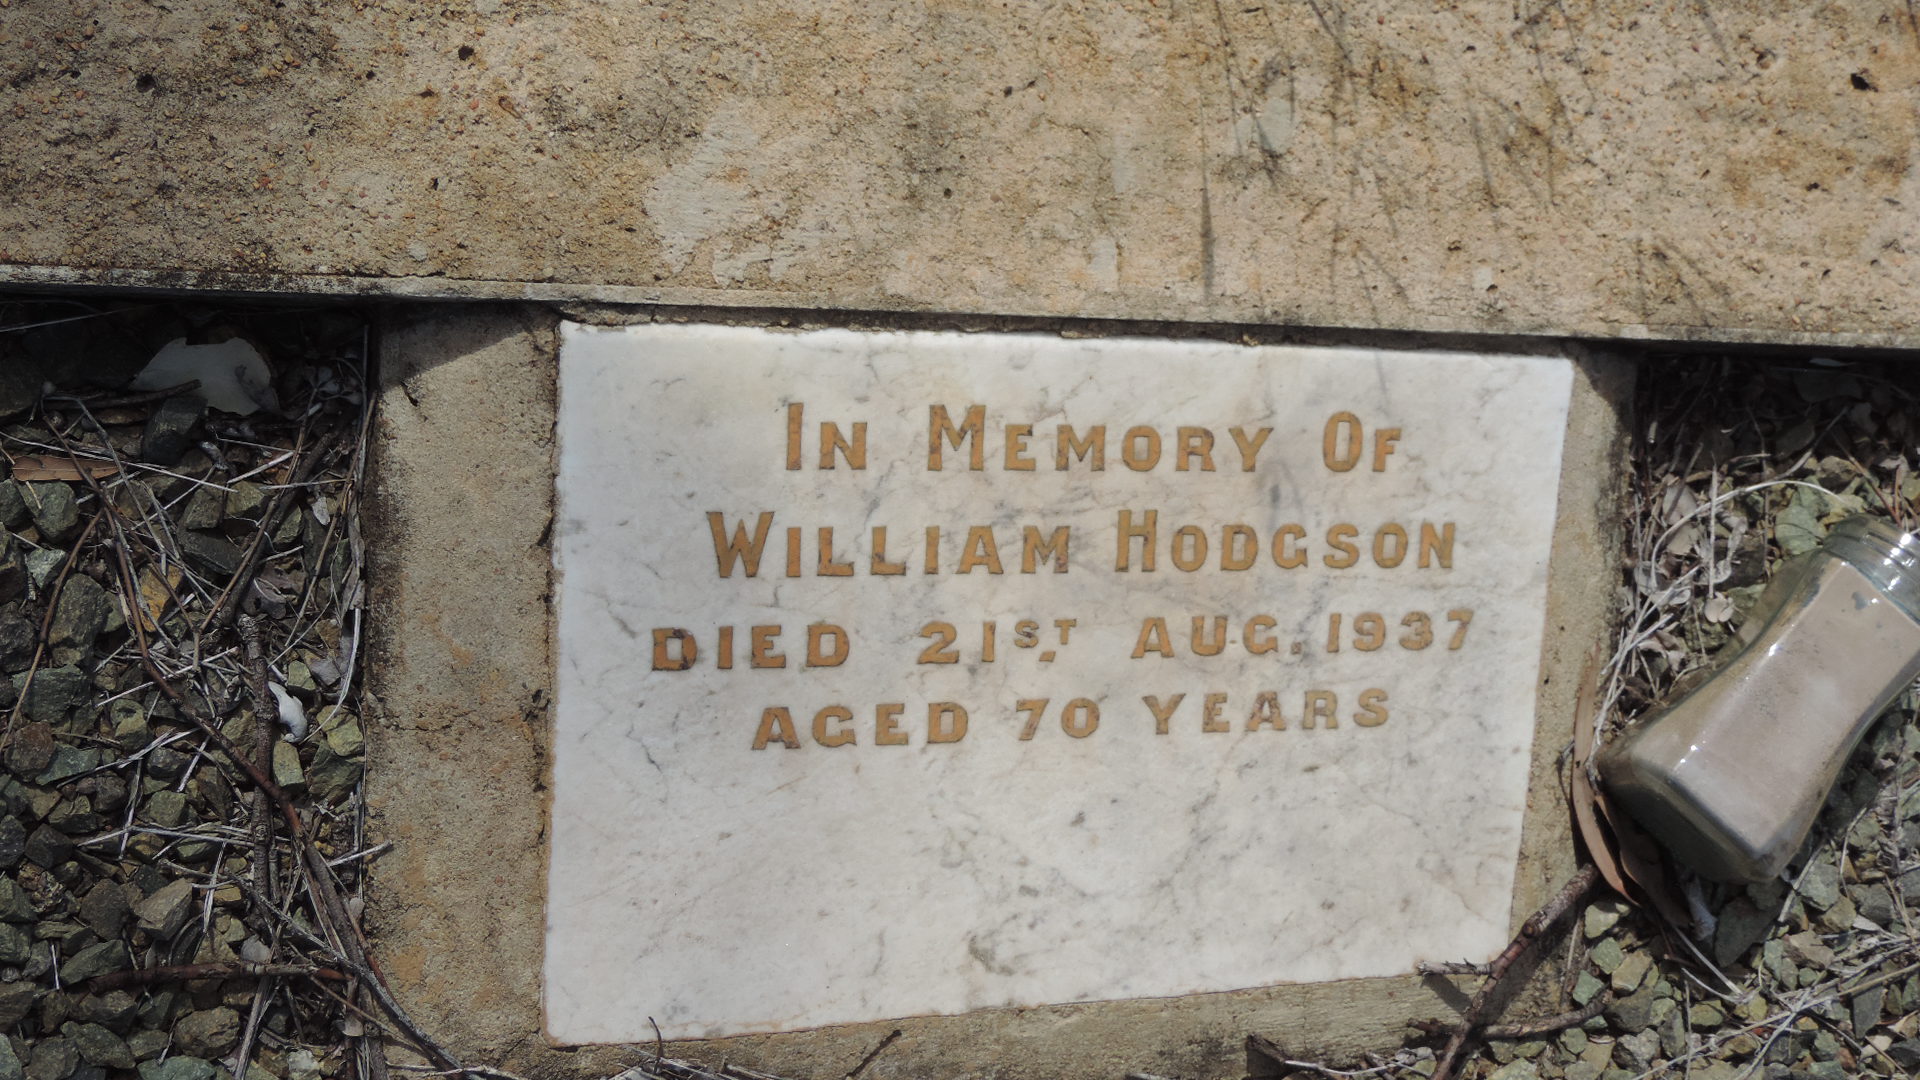 In Memory Of
William Hodgson
DIED 21ST. AUG. 1937
AGED 70 YEARS